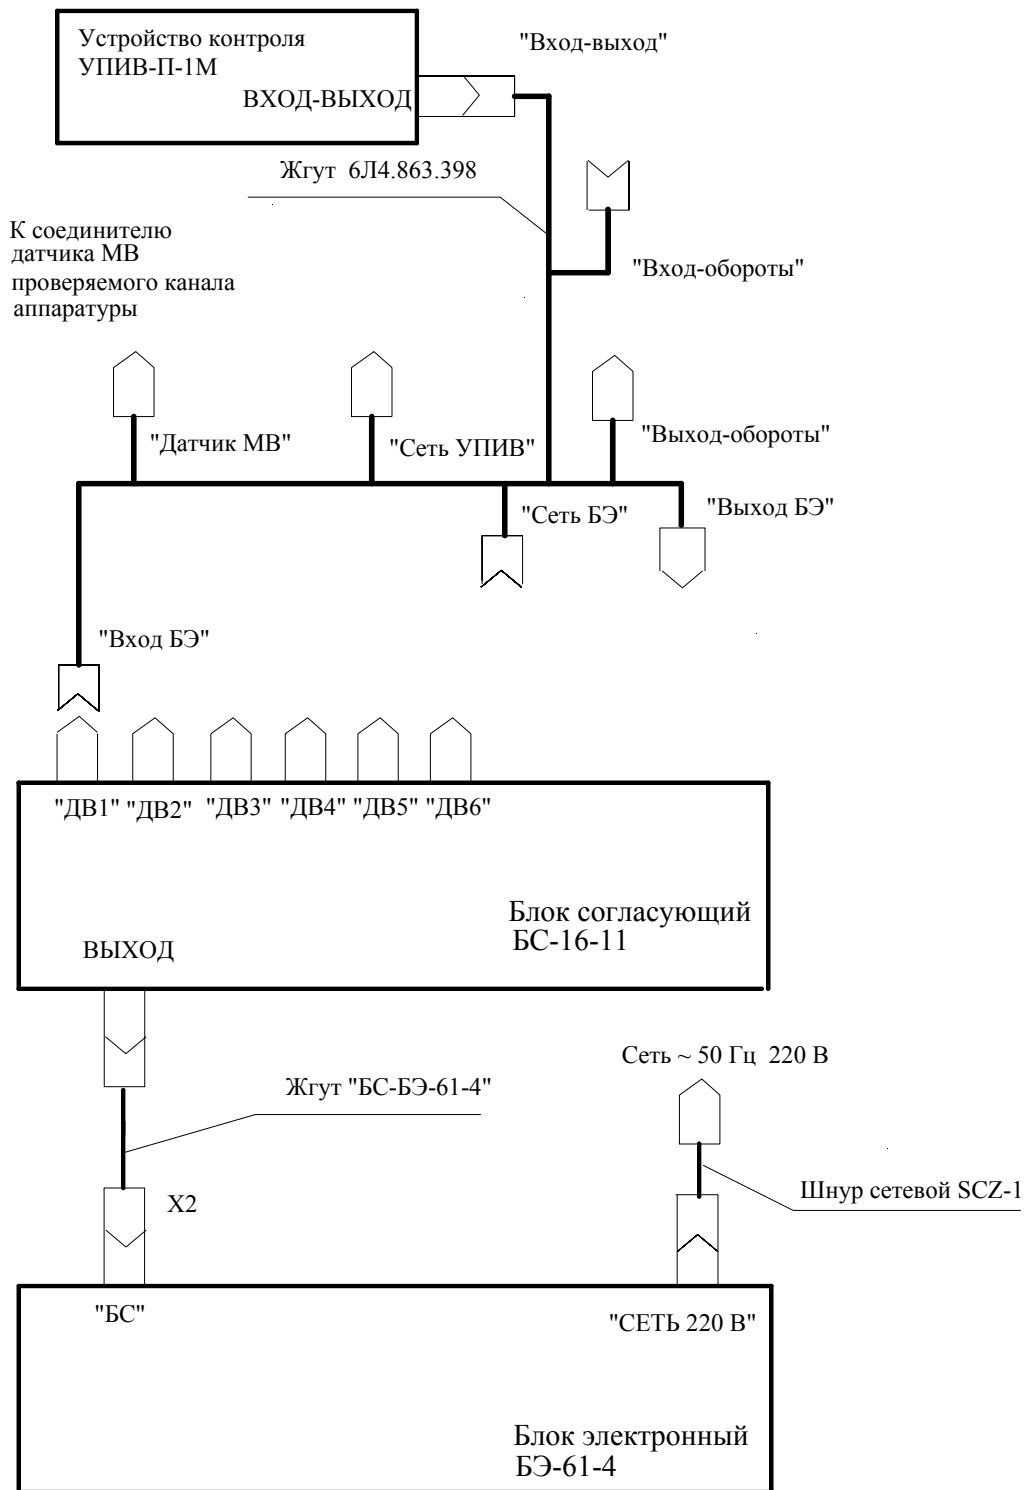 Устройство контроля
УПИВ-П-1М
ВХОД-ВЫХОД
"Вход-выход"
Жгут 6Л4.863.398
К соединителю
датчика МВ
проверяемого канала
аппаратуры
"Вход-обороты"
"Датчик МВ"
"Сеть УПИВ"
"Выход-обороты"
"Сеть БЭ"
"Выход БЭ"
"Вход БЭ"
"ДВ1" "ДВ2" "ДВ3" "ДВ4" "ДВ5" "ДВ6"
Блок согласующий
БС-16-11
ВЫХОД
Сеть ~ 50 Гц 220 В
Жгут "БС-БЭ-61-4"
Х2
Шнур сетевой SCZ-1
"БС"
"СЕТЬ 220 В"
Блок электронный
БЭ-61-4